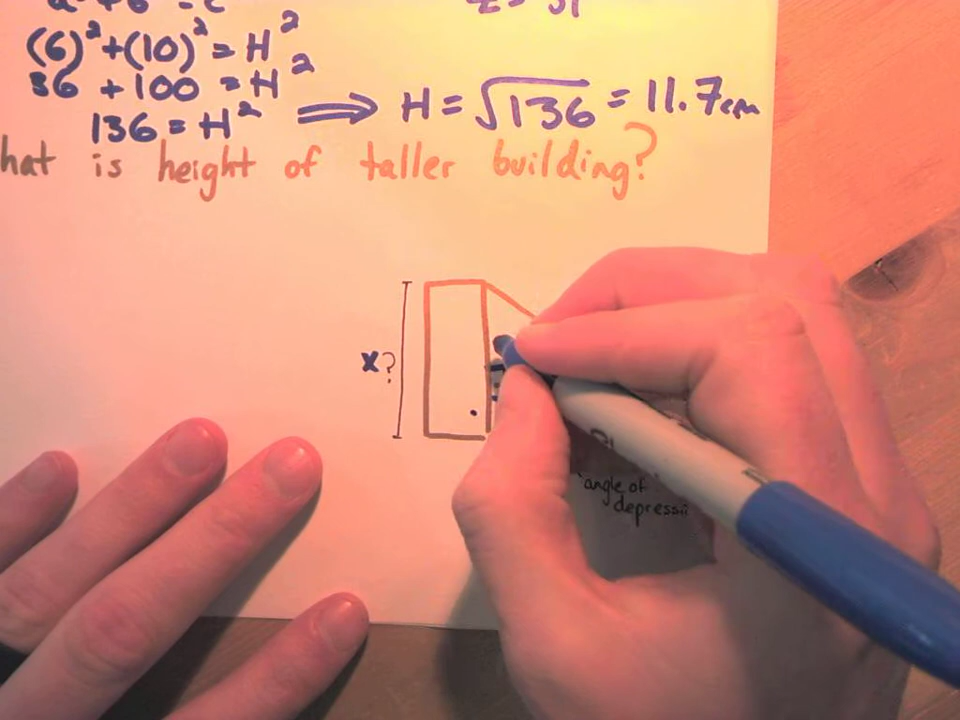 (6)² + (10)² = H²
36 + 100 = H²
136 = H² ⟹ H = √136 = 11.7cm
hat is height of taller building?
X?
angle of
depressi